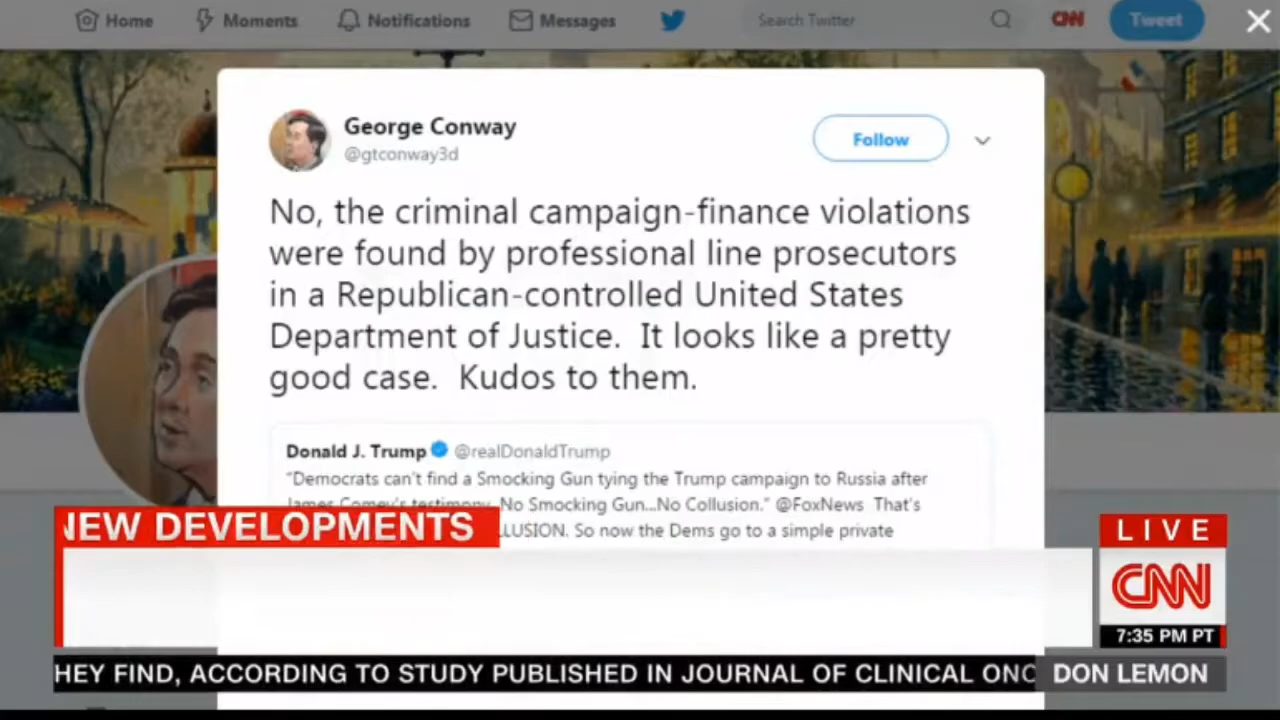 Home Moments Notifications Messages Search Twitter CNN Tweet
George Conway
@gtconway3d
Follow
No, the criminal campaign-finance violations
were found by professional line prosecutors
in a Republican-controlled United States
Department of Justice. It looks like a pretty
good case. Kudos to them.
Donald J. Trump @realDonaldTrump
“Democrats can't find a Smocking Gun tying the Trump campaign to Russia after
James Comey's testimony. No Smocking Gun...No Collusion.” @FoxNews That's
LUSION. So now the Dems go to a simple private
NEW DEVELOPMENTS
LIVE
CNN
7:35 PM PT
HEY FIND, ACCORDING TO STUDY PUBLISHED IN JOURNAL OF CLINICAL ONC
DON LEMON